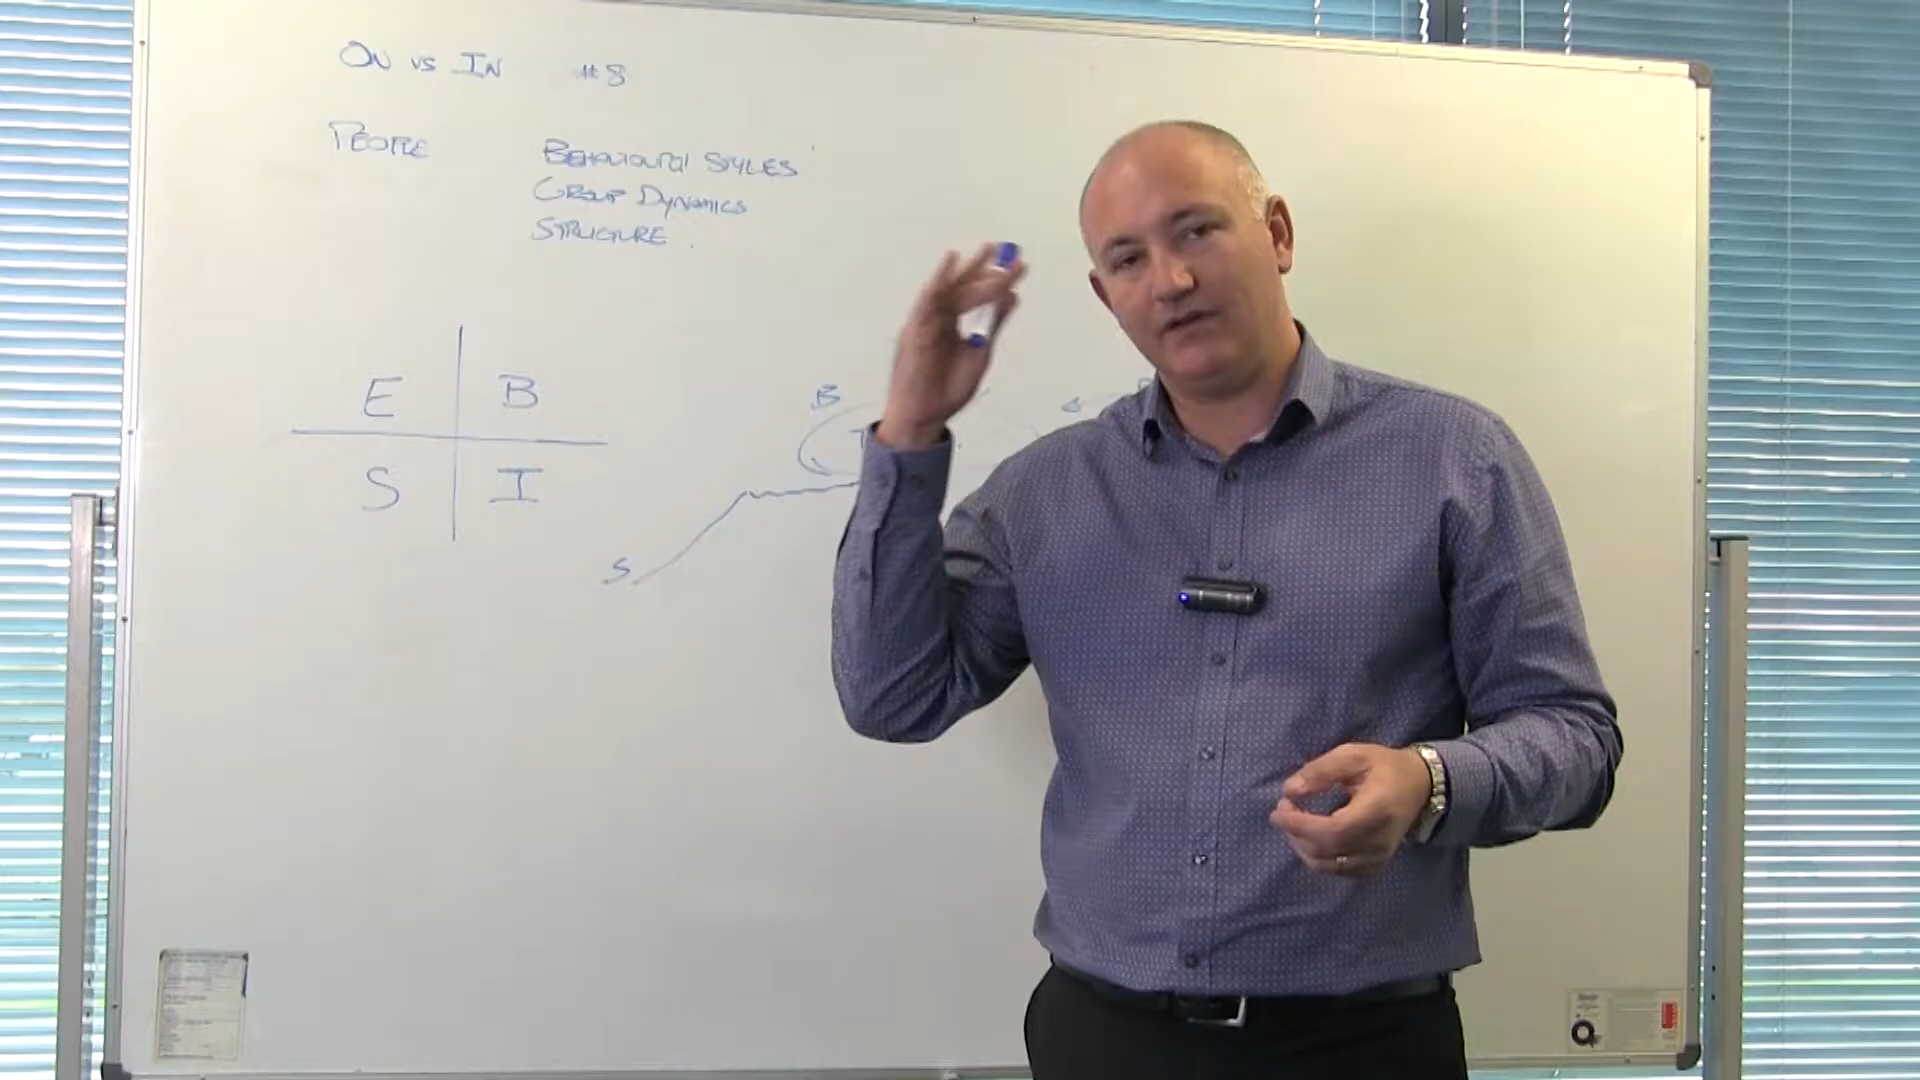 ON vs IN #8
PEOPLE
BEHAVIOURAL STYLES
GROUP DYNAMICS
STRUCTURE.
E B
S I
B
S